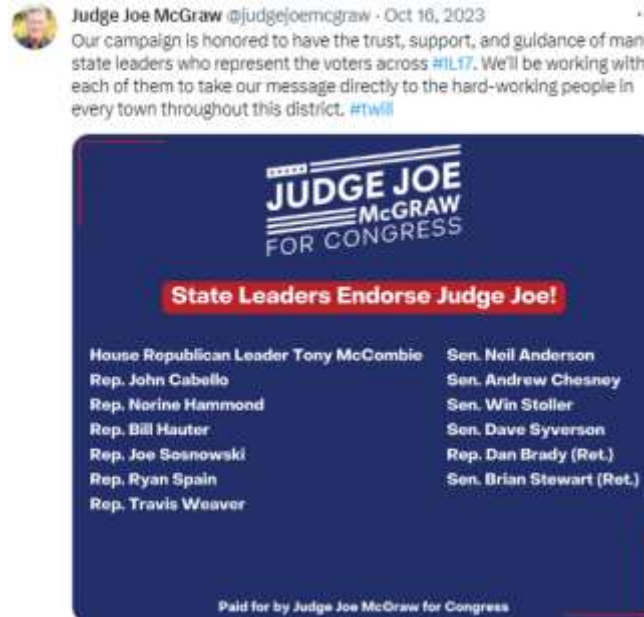 Judge Joe McGraw @judgejoemcgraw · Oct 16, 2023
Our campaign is honored to have the trust, support, and guidance of man
state leaders who represent the voters across #IL17. We'll be working with
each of them to take our message directly to the hard-working people in
every town throughout this district. #twill
JUDGE JOE
McGRAW
FOR CONGRESS
State Leaders Endorse Judge Joe!
House Republican Leader Tony McCombie
Rep. John Cabello
Rep. Norine Hammond
Rep. Bill Hauter
Rep. Joe Sosnowski
Rep. Ryan Spain
Rep. Travis Weaver
Sen. Neil Anderson
Sen. Andrew Chesney
Sen. Win Stoller
Sen. Dave Syverson
Rep. Dan Brady (Ret.)
Sen. Brian Stewart (Ret.)
Paid for by Judge Joe McGraw for Congress